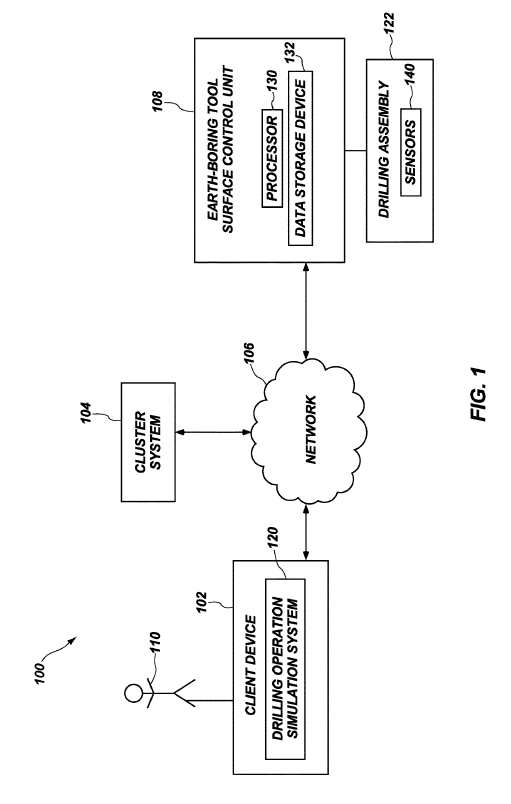 100
110
102
CLIENT DEVICE
120
DRILLING OPERATION
SIMULATION SYSTEM
104
CLUSTER
SYSTEM
106
NETWORK
108
EARTH-BORING TOOL
SURFACE CONTROL UNIT
130
PROCESSOR
132
DATA STORAGE DEVICE
122
DRILLING ASSEMBLY
140
SENSORS
FIG. 1